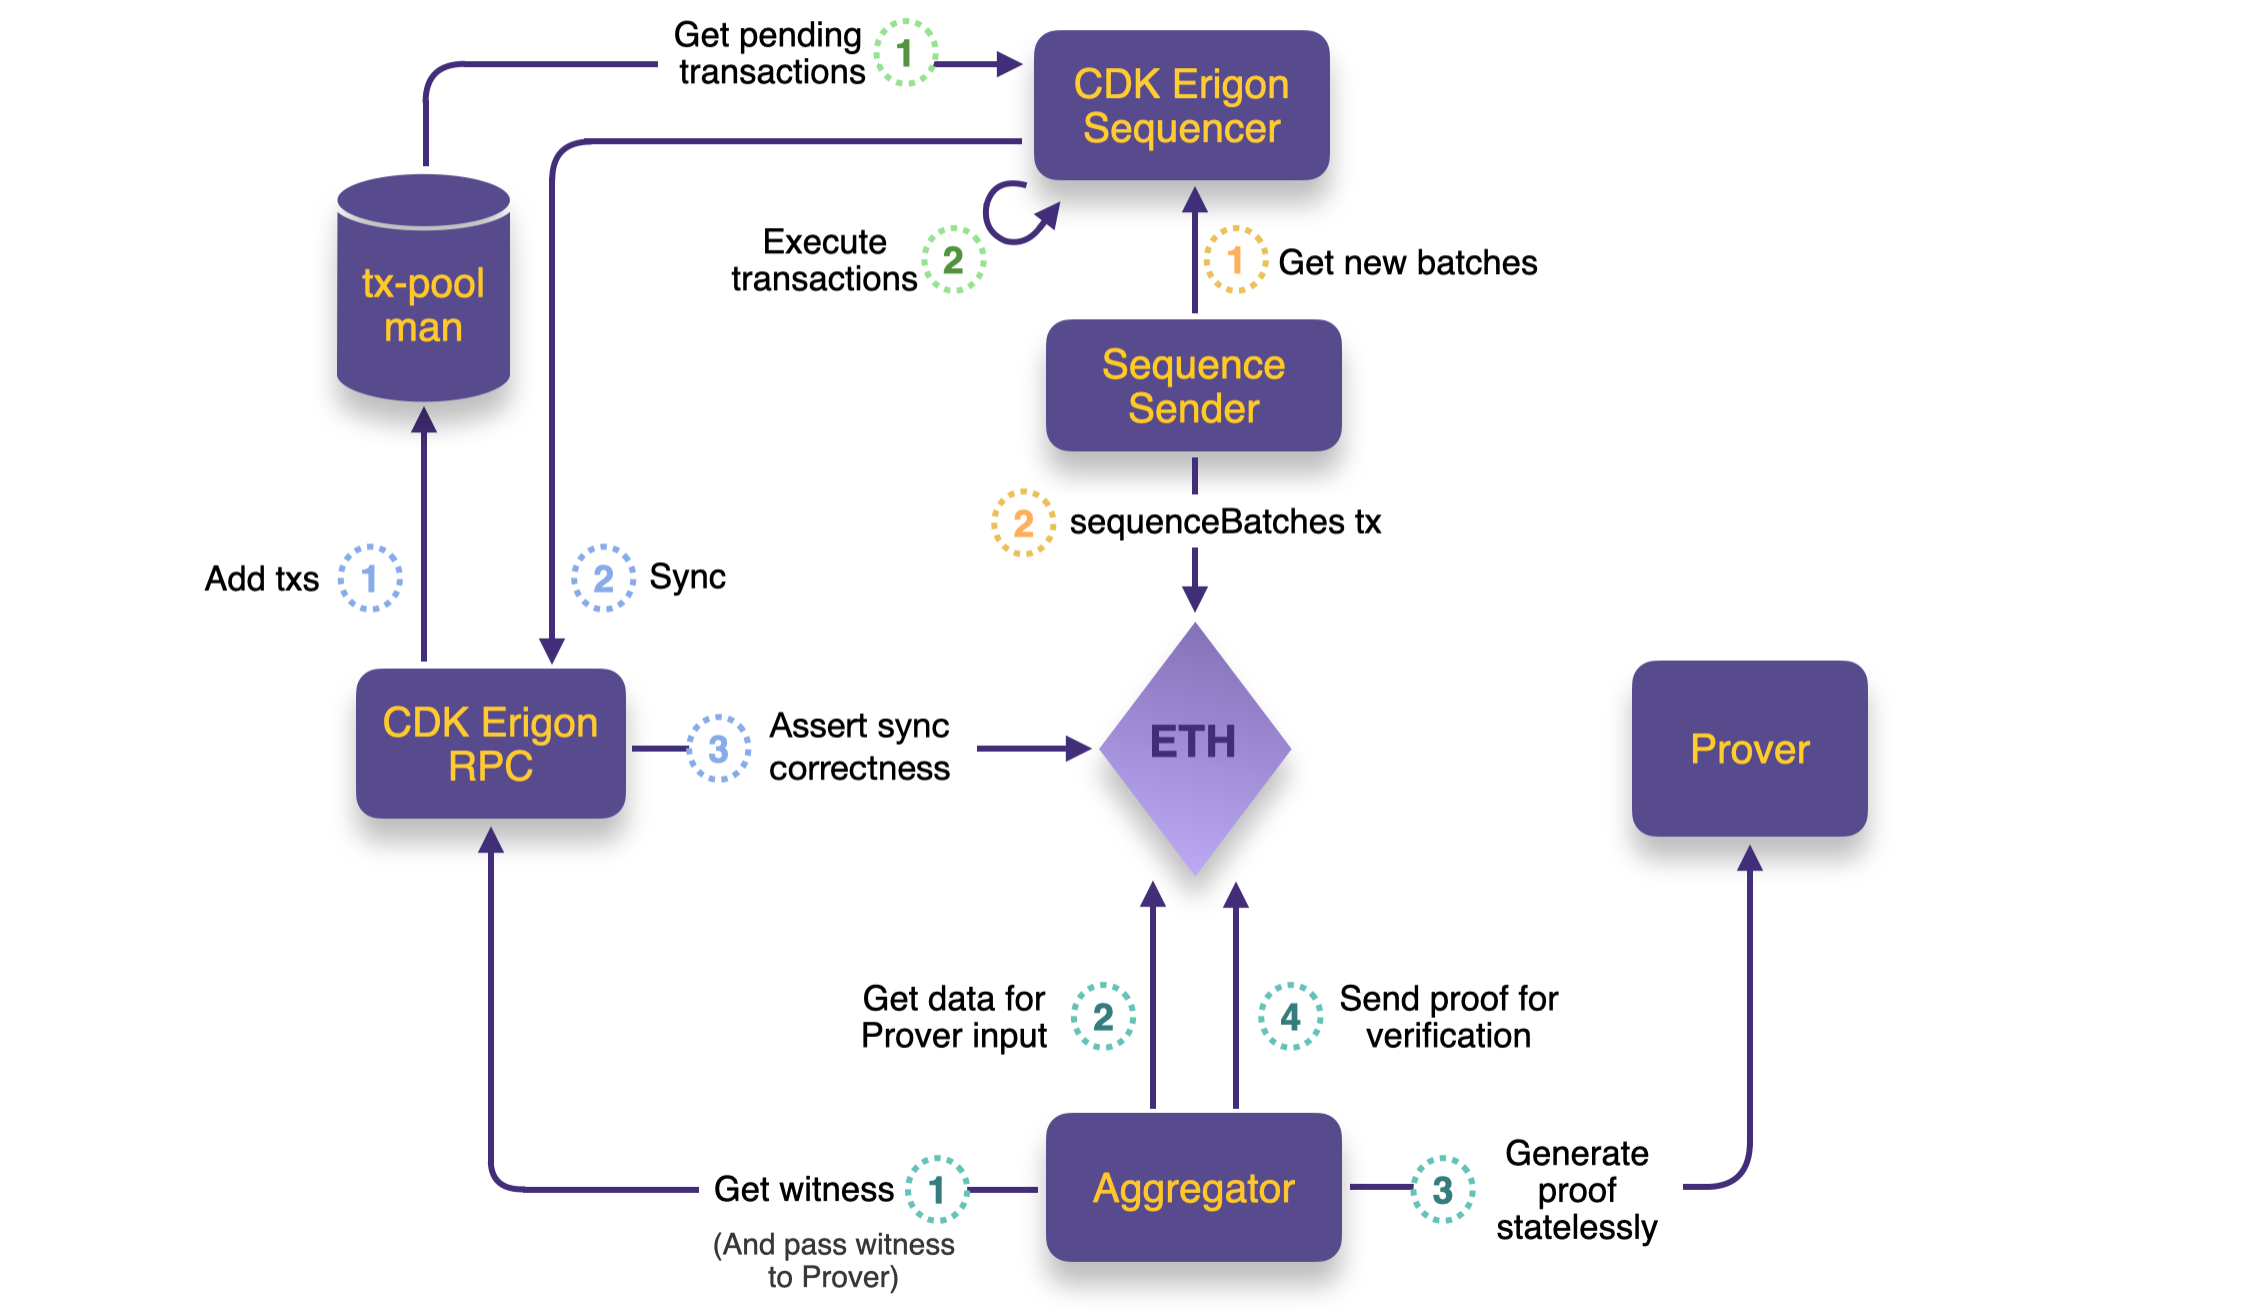 Get pending
transactions
1
CDK Erigon
Sequencer
Execute
transactions
2
1
Get new batches
tx-pool
man
Sequence
Sender
2
sequenceBatches tx
Add txs
1
2
Sync
CDK Erigon
RPC
3
Assert sync
correctness
ETH
Prover
Get data for
Prover input
2
4
Send proof for
verification
Get witness
1
(And pass witness
to Prover)
Aggregator
3
Generate
proof
statelessly